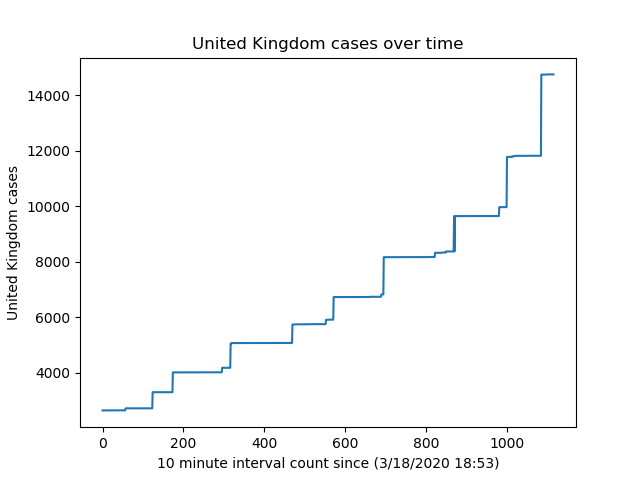 United Kingdom cases over time
United Kingdom cases
14000
12000
10000
8000
6000
4000
0 200 400 600 800 1000
10 minute interval count since (3/18/2020 18:53)